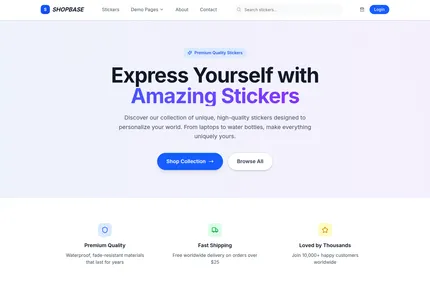 S SHOPBASE
Stickers Demo Pages About Contact
Search stickers...
Login
Premium Quality Stickers
Express Yourself with
Amazing Stickers
Discover our collection of unique, high-quality stickers designed to
personalize your world. From laptops to water bottles, make everything
uniquely yours.
Shop Collection →
Browse All
Premium Quality
Waterproof, fade-resistant materials
that last for years
Fast Shipping
Free worldwide delivery on orders over
$25
Loved by Thousands
Join 10,000+ happy customers
worldwide